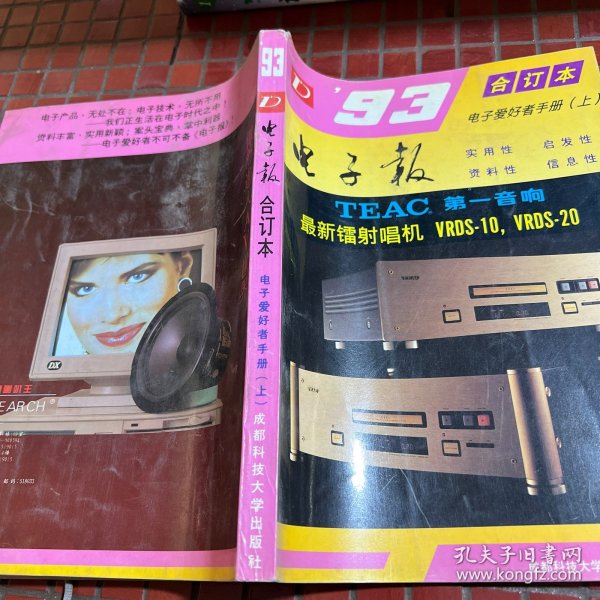 电子产品·无处不在；电子技术·无所不用
——我们正生活在电子时代之中！
资料丰富·实用新颖；案头宝典·掌中利器
——电子爱好者不可不备《电子报》
DX
EARCH
邮码：518033
93
D
电子报
合订本
电子爱好者手册（上）
成都科技大学出版社
D
'93
合订本
电子爱好者手册（上）
电子报
实用性 启发性
资料性 信息性
TEAC 第一音响
最新镭射唱机 VRDS-10, VRDS-20
TEAC
成都科技大学
孔夫子旧书网
www.kongfz.com